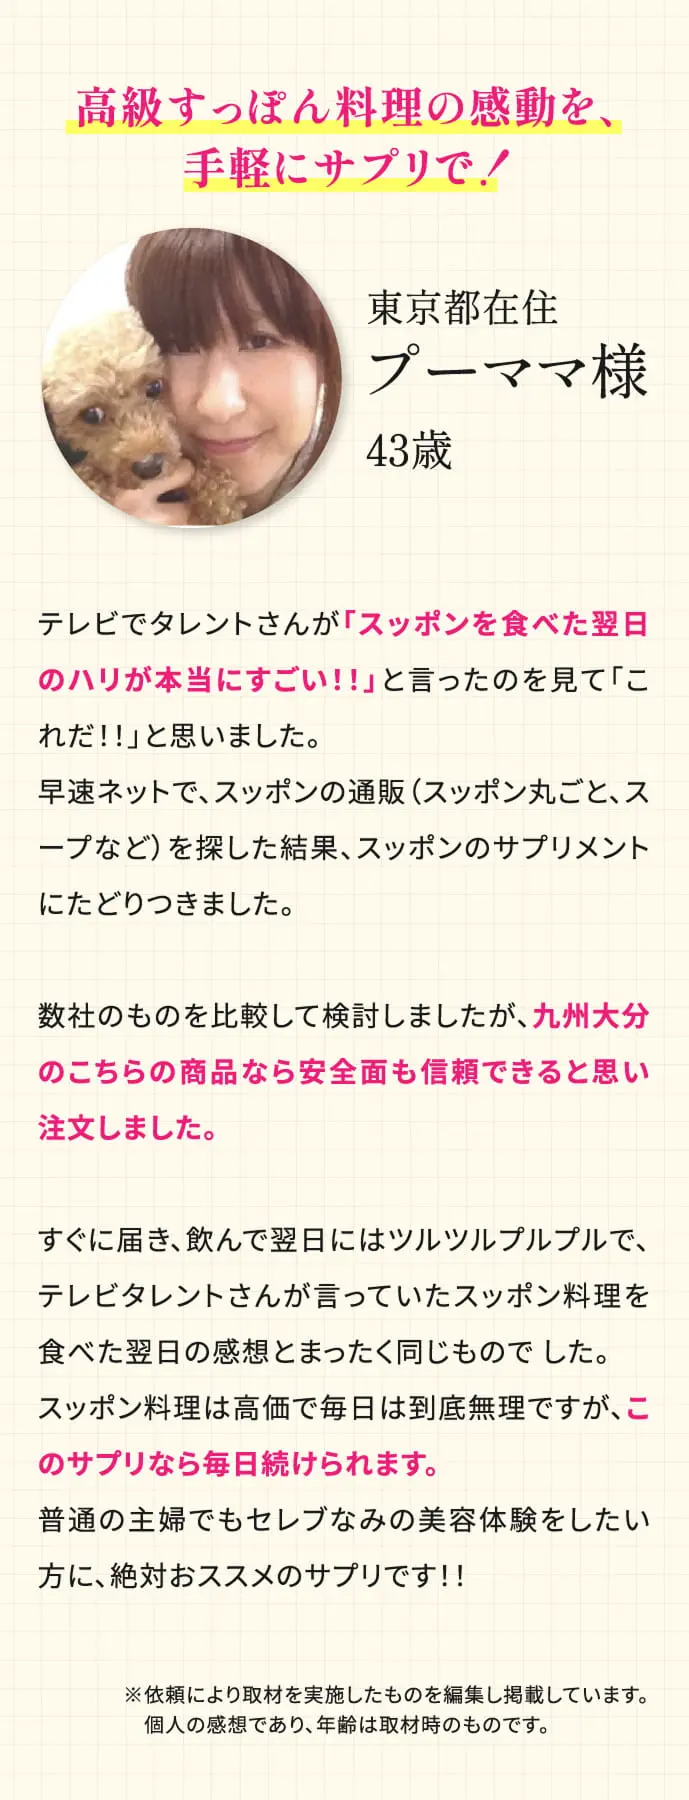 高級すっぽん料理の感動を、
手軽にサプリで！
東京都在住
プーママ様
43歳
テレビでタレントさんが「スッポンを食べた翌日
のハリが本当にすごい！！」と言ったのを見て「こ
れだ！！」と思いました。
早速ネットで、スッポンの通販（スッポン丸ごと、ス
ープなど）を探した結果、スッポンのサプリメント
にたどりつきました。
数社のものを比較して検討しましたが、九州大分
のこちらの商品なら安全面も信頼できると思い
注文しました。
すぐに届き、飲んで翌日にはツルツルプルプルで、
テレビタレントさんが言っていたスッポン料理を
食べた翌日の感想とまったく同じもので した。
スッポン料理は高価で毎日は到底無理ですが、こ
のサプリなら毎日続けられます。
普通の主婦でもセレブなみの美容体験をしたい
方に、絶対おススメのサプリです！！
※依頼により取材を実施したものを編集し掲載しています。
個人の感想であり、年齢は取材時のものです。